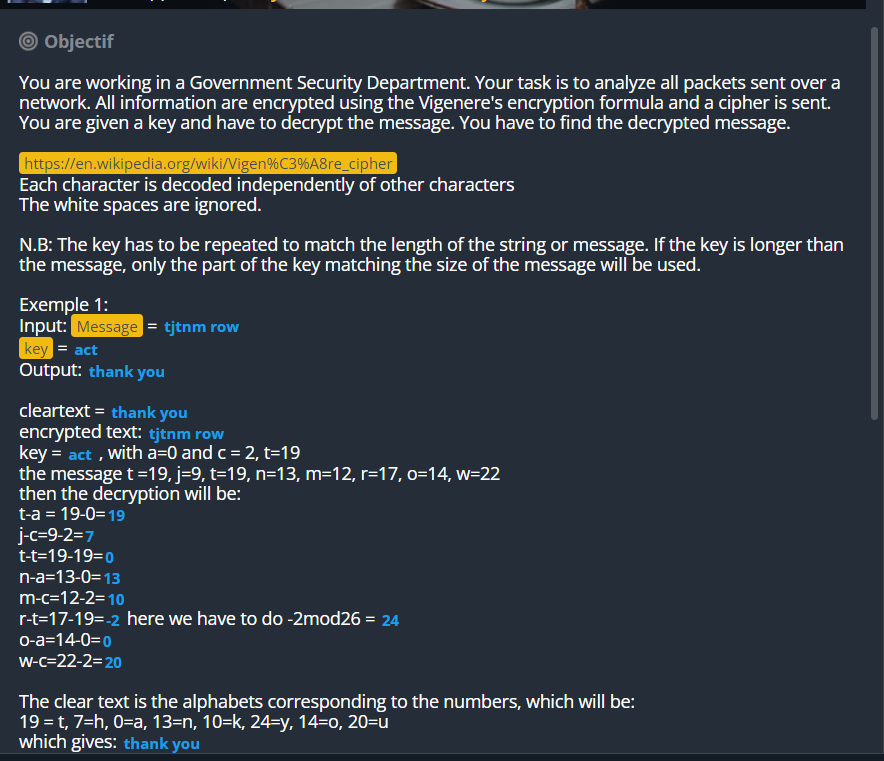 Objectif
You are working in a Government Security Department. Your task is to analyze all packets sent over a
network. All information are encrypted using the Vigenere's encryption formula and a cipher is sent.
You are given a key and have to decrypt the message. You have to find the decrypted message.
https://en.wikipedia.org/wiki/Vigen%C3%A8re_cipher
Each character is decoded independently of other characters
The white spaces are ignored.
N.B: The key has to be repeated to match the length of the string or message. If the key is longer than
the message, only the part of the key matching the size of the message will be used.
Exemple 1:
Input: Message = tjtnm row
key = act
Output: thank you
cleartext = thank you
encrypted text: tjtnm row
key = act , with a=0 and c = 2, t=19
the message t =19, j=9, t=19, n=13, m=12, r=17, o=14, w=22
then the decryption will be:
t-a = 19-0=19
j-c=9-2=7
t-t=19-19=0
n-a=13-0=13
m-c=12-2=10
r-t=17-19=-2 here we have to do -2mod26 = 24
o-a=14-0=0
w-c=22-2=20
The clear text is the alphabets corresponding to the numbers, which will be:
19 = t, 7=h, 0=a, 13=n, 10=k, 24=y, 14=o, 20=u
which gives: thank you